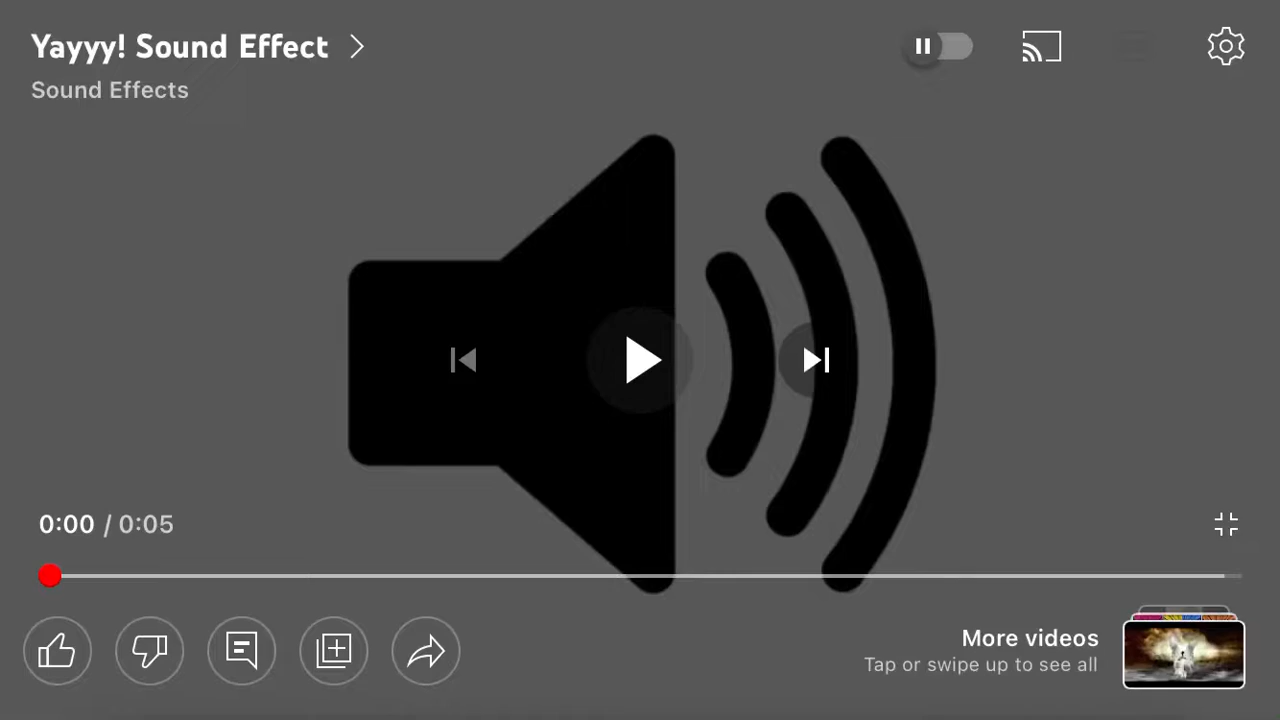 Yayyy! Sound Effect
Sound Effects
0:00 / 0:05
More videos
Tap or swipe up to see all